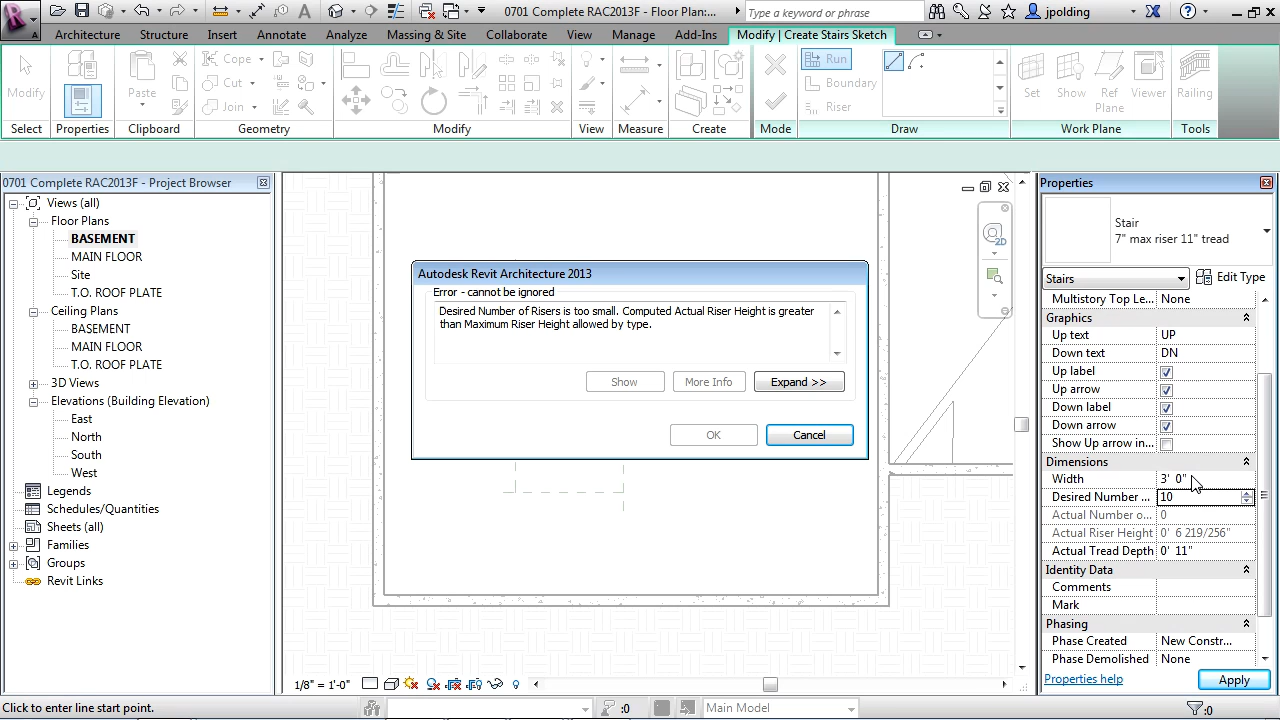 0701 Complete RAC2013F - Floor Plan:...
Type a keyword or phrase
jpolding
Architecture
Structure
Insert
Annotate
Analyze
Massing & Site
Collaborate
View
Manage
Add-Ins
Modify | Create Stairs Sketch
Modify
Paste
Cope
Cut
Join
Run
Boundary
Riser
Set
Show
Ref
Plane
Viewer
Railing
Select
Properties
Clipboard
Geometry
Modify
View
Measure
Create
Mode
Draw
Work Plane
Tools
0701 Complete RAC2013F - Project Browser
Views (all)
Floor Plans
BASEMENT
MAIN FLOOR
Site
T.O. ROOF PLATE
Ceiling Plans
BASEMENT
MAIN FLOOR
T.O. ROOF PLATE
3D Views
Elevations (Building Elevation)
East
North
South
West
Legends
Schedules/Quantities
Sheets (all)
Families
Groups
Revit Links
2D
Autodesk Revit Architecture 2013
Error - cannot be ignored
Desired Number of Risers is too small. Computed Actual Riser Height is greater
than Maximum Riser Height allowed by type.
Show
More Info
Expand >>
OK
Cancel
Properties
Stair
7" max riser 11" tread
Stairs
Edit Type
Multistory Top Le... None
Graphics
Up text UP
Down text DN
Up label
Up arrow
Down label
Down arrow
Show Up arrow in...
Dimensions
Width 3' 0"
Desired Number ... 10
Actual Number o... 0
Actual Riser Height 0' 6 219/256"
Actual Tread Depth 0' 11"
Identity Data
Comments
Mark
Phasing
Phase Created New Constr...
Phase Demolished None
Properties help
Apply
1/8" = 1'-0"
Click to enter line start point.
:0
Main Model
:0